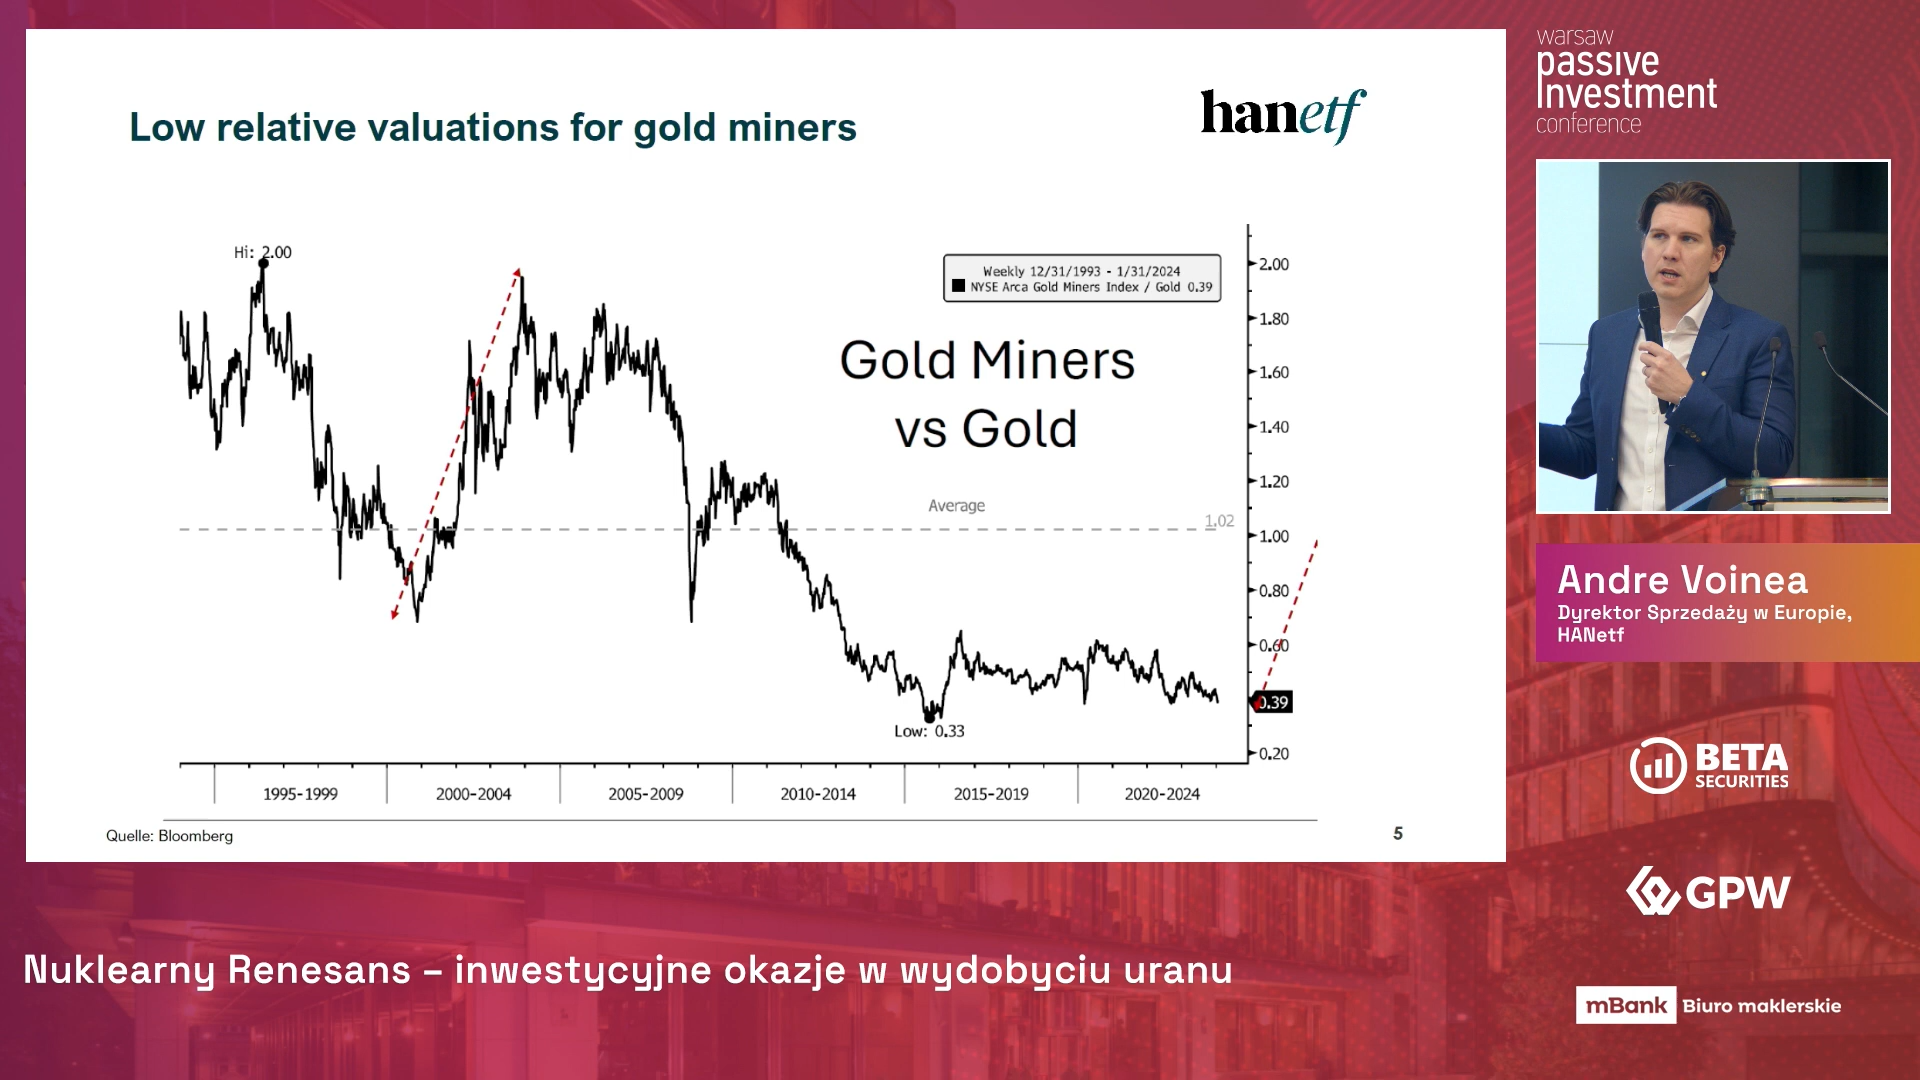 Low relative valuations for gold miners
hanetf
Hi: 2.00
Weekly 12/31/1993 - 1/31/2024
NYSE Arca Gold Miners Index / Gold 0.39
Gold Miners
vs Gold
Average
1.02
2.00
1.80
1.60
1.40
1.20
1.00
0.80
0.60
0.39
0.20
Low: 0.33
1995-1999
2000-2004
2005-2009
2010-2014
2015-2019
2020-2024
Quelle: Bloomberg
5
warsaw
passive
Investment
conference
Andre Voinea
Dyrektor Sprzedaży w Europie,
HANetf
BETA
SECURITIES
GPW
mBank Biuro maklerskie
Nuklearny Renesans – inwestycyjne okazje w wydobyciu uranu